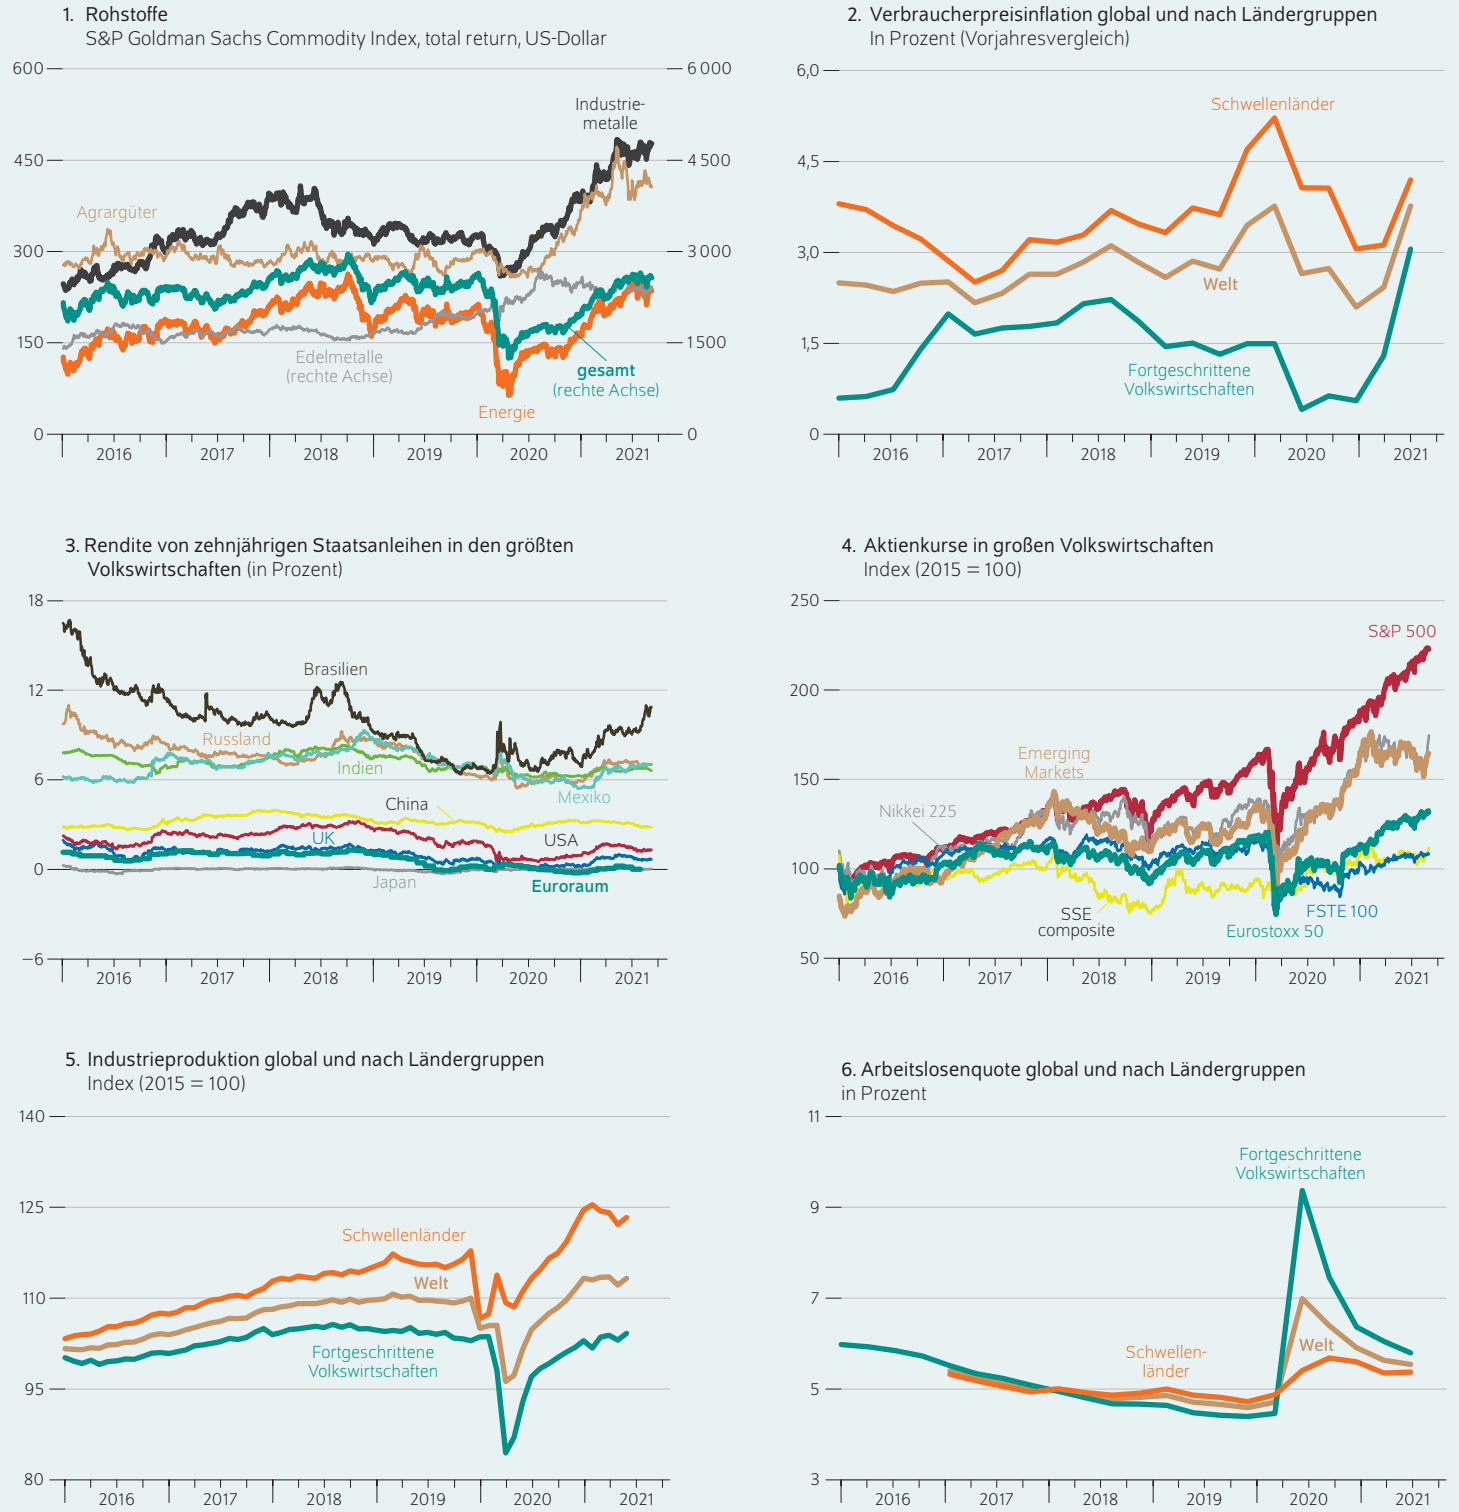 1. Rohstoffe
S&P Goldman Sachs Commodity Index, total return, US-Dollar
600
6 000
Industrie-
metalle
450
4 500
Agrargüter
300
3 000
150
1 500
Edelmetalle
(rechte Achse)
gesamt
(rechte Achse)
Energie
0
0
2016 2017 2018 2019 2020 2021
2. Verbraucherpreisinflation global und nach Ländergruppen
In Prozent (Vorjahresvergleich)
6,0
Schwellenländer
4,5
3,0
Welt
1,5
Fortgeschrittene
Volkswirtschaften
0
2016 2017 2018 2019 2020 2021
3. Rendite von zehnjährigen Staatsanleihen in den größten
Volkswirtschaften (in Prozent)
18
Brasilien
12
Russland
Indien
6
Mexiko
China
UK
USA
0
Japan
Euroraum
−6
2016 2017 2018 2019 2020 2021
4. Aktienkurse in großen Volkswirtschaften
Index (2015 = 100)
250
S&P 500
200
Emerging
Markets
150
Nikkei 225
100
SSE
composite
FSTE 100
Eurostoxx 50
50
2016 2017 2018 2019 2020 2021
5. Industrieproduktion global und nach Ländergruppen
Index (2015 = 100)
140
125
Schwellenländer
Welt
110
Fortgeschrittene
Volkswirtschaften
95
80
2016 2017 2018 2019 2020 2021
6. Arbeitslosenquote global und nach Ländergruppen
in Prozent
11
Fortgeschrittene
Volkswirtschaften
9
7
Schwellen-
länder
Welt
5
3
2016 2017 2018 2019 2020 2021